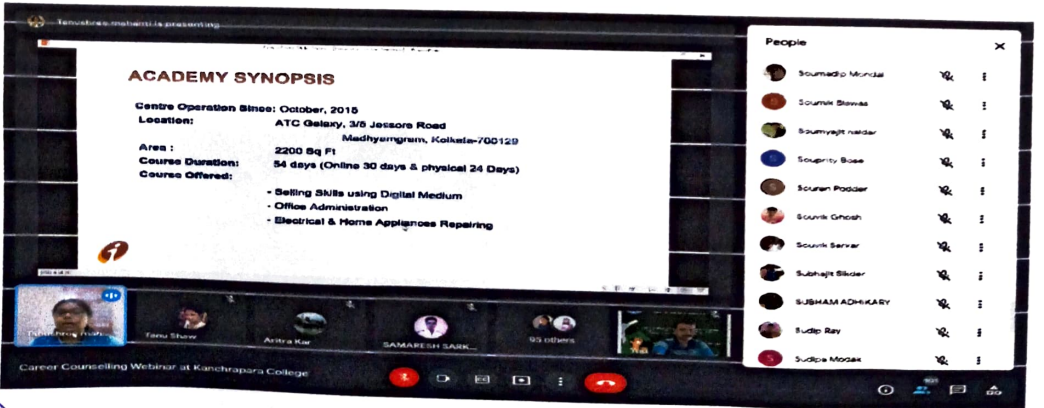 Tanushree mahanti is presenting
ACADEMY SYNOPSIS
Centre Operation Since: October, 2015
Location: ATC Galaxy, 3/5 Jessore Road
Madhyamgram, Kolkata-700129
Area : 2200 Sq Ft
Course Duration: 54 days (Online 30 days & physical 24 Days)
Course Offered:
- Selling Skills using Digital Medium
- Office Administration
- Electrical & Home Appliances Repairing
Tanu Shaw
Aritra Kar
SAMARESH SARK...
95 others
Career Counselling Webinar at Kanchrapara College
People
Soumadip Mondal
Soumik Biswas
Soumyajit naldar
Souprity Bose
Souren Podder
Souvik Ghosh
Souvik Sarvar
Subhajit Sikder
SUBHAM ADHIKARY
Sudip Ray
Sudipa Modak